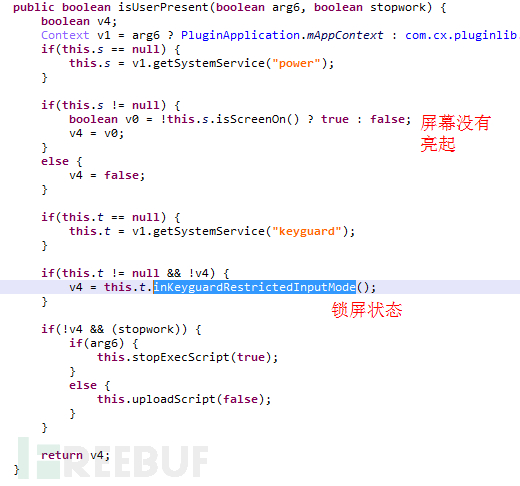 public boolean isUserPresent(boolean arg6, boolean stopwork) {
    boolean v4;
    Context v1 = arg6 ? PluginApplication.mAppContext : com.cx.pluginlib.
    if(this.s == null) {
        this.s = v1.getSystemService("power");
    }

    if(this.s != null) {
        boolean v0 = !this.s.isScreenOn() ? true : false; 屏幕没有
        v4 = v0; 亮起
    }
    else {
        v4 = false;
    }

    if(this.t == null) {
        this.t = v1.getSystemService("keyguard");
    }

    if(this.t != null && !v4) {
        v4 = this.t.inKeyguardRestrictedInputMode();
    } 锁屏状态

    if(!v4 && (stopwork)) {
        if(arg6) {
            this.stopExecScript(true);
        }
        else {
            this.uploadScript(false);
        }
    }

    return v4;
}
REEBUF